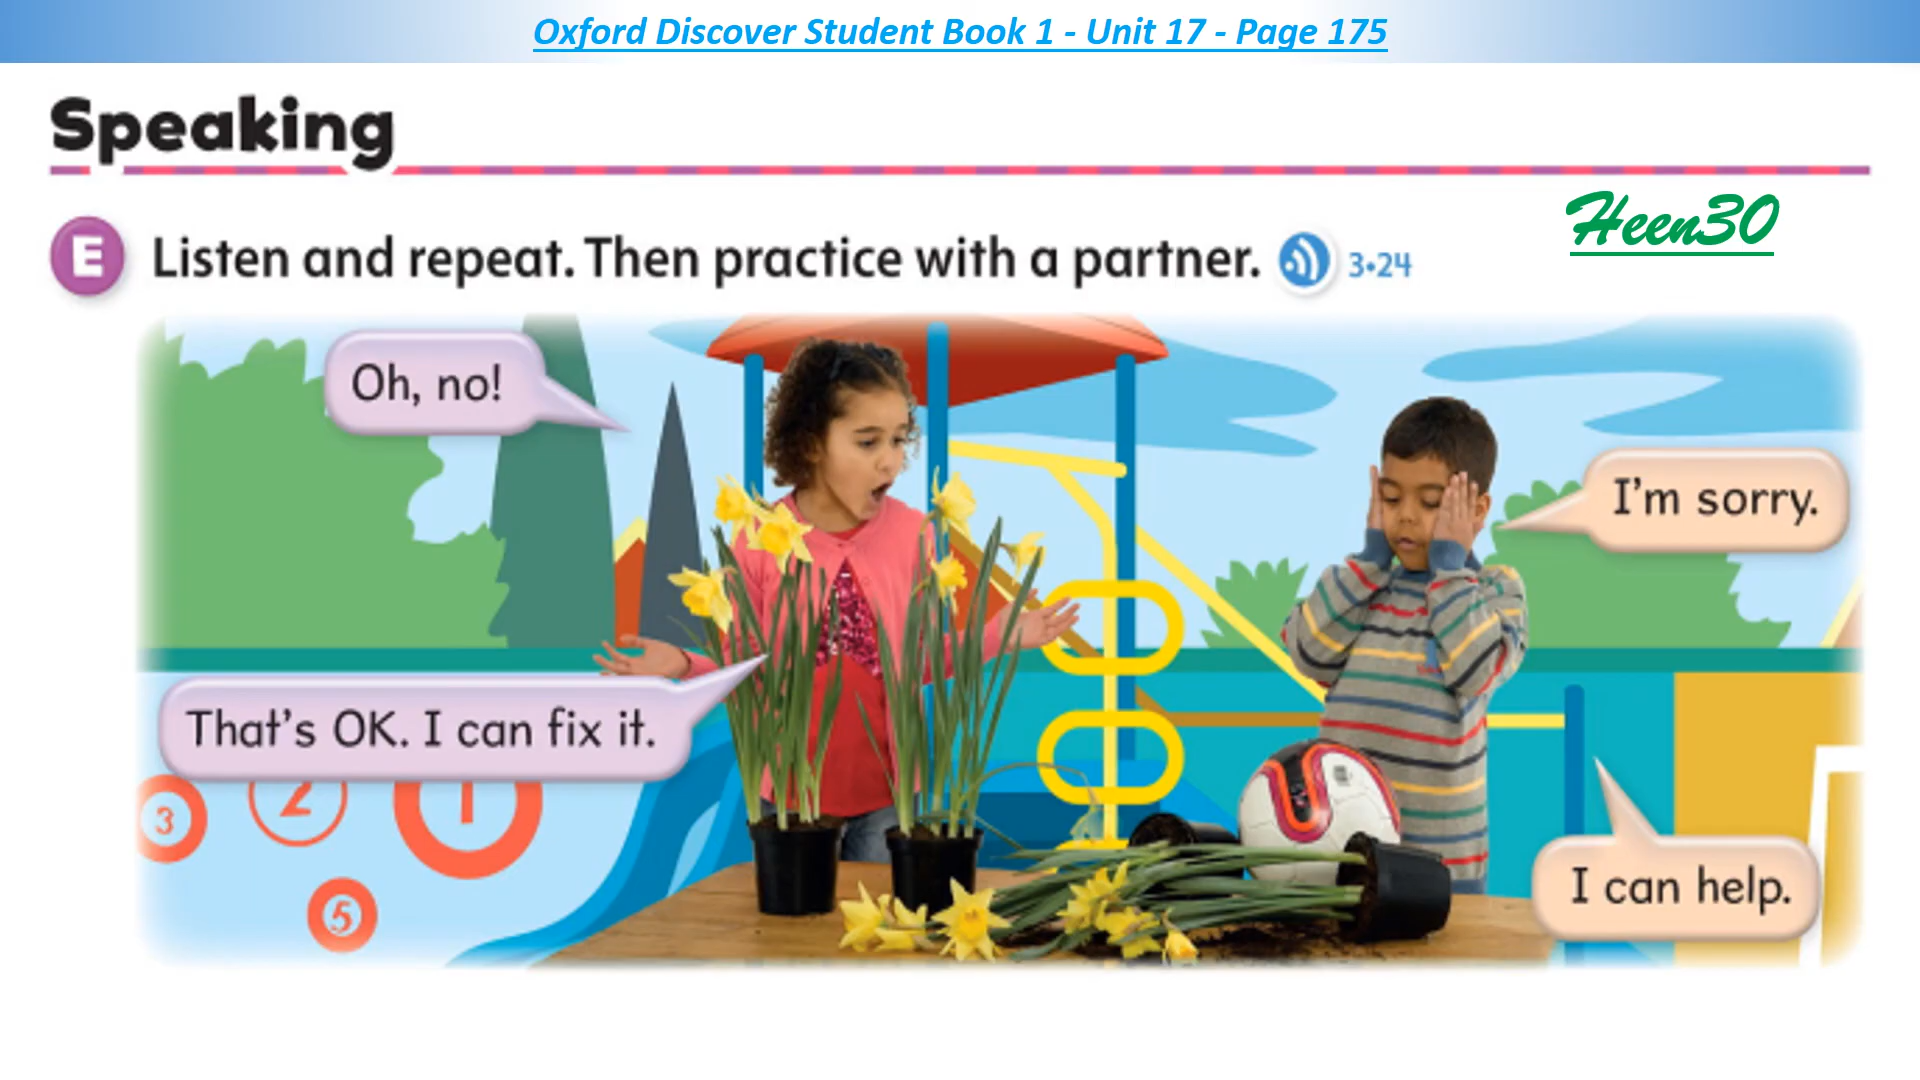 Oxford Discover Student Book 1 - Unit 17 - Page 175
Speaking
Heen30
E Listen and repeat. Then practice with a partner. 3•24
Oh, no!
I'm sorry.
That's OK. I can fix it.
I can help.
3 2 1
5